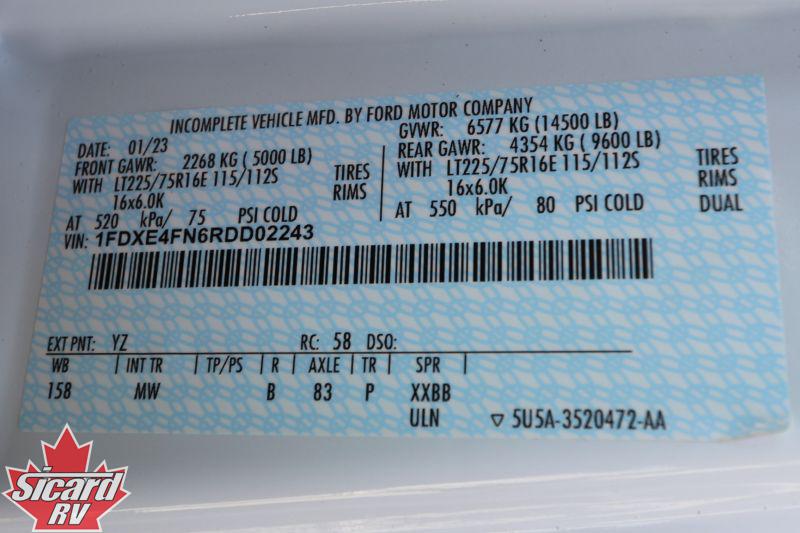 INCOMPLETE VEHICLE MFD. BY FORD MOTOR COMPANY
DATE: 01/23 GVWR: 6577 KG (14500 LB)
FRONT GAWR: 2268 KG ( 5000 LB) REAR GAWR: 4354 KG ( 9600 LB)
WITH LT225/75R16E 115/112S TIRES WITH LT225/75R16E 115/112S TIRES
16x6.0K RIMS 16x6.0K RIMS
AT 520 kPa/ 75 PSI COLD AT 550 kPa/ 80 PSI COLD DUAL
VIN: 1FDXE4FN6RDD02243
EXT PNT: YZ RC: 58 DSO:
WB INT TR TP/PS R AXLE TR SPR
158 MW B 83 P XXBB
ULN ▽ 5U5A-3520472-AA
Sicard
RV